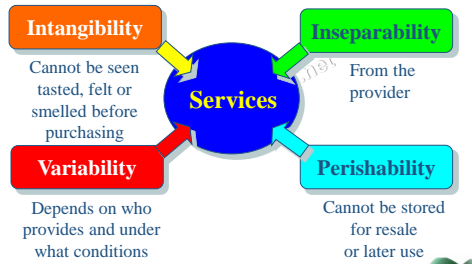 Intangibility
Cannot be seen
tasted, felt or
smelled before
purchasing
Inseparability
From the
provider
Services
Variability
Depends on who
provides and under
what conditions
Perishability
Cannot be stored
for resale
or later use